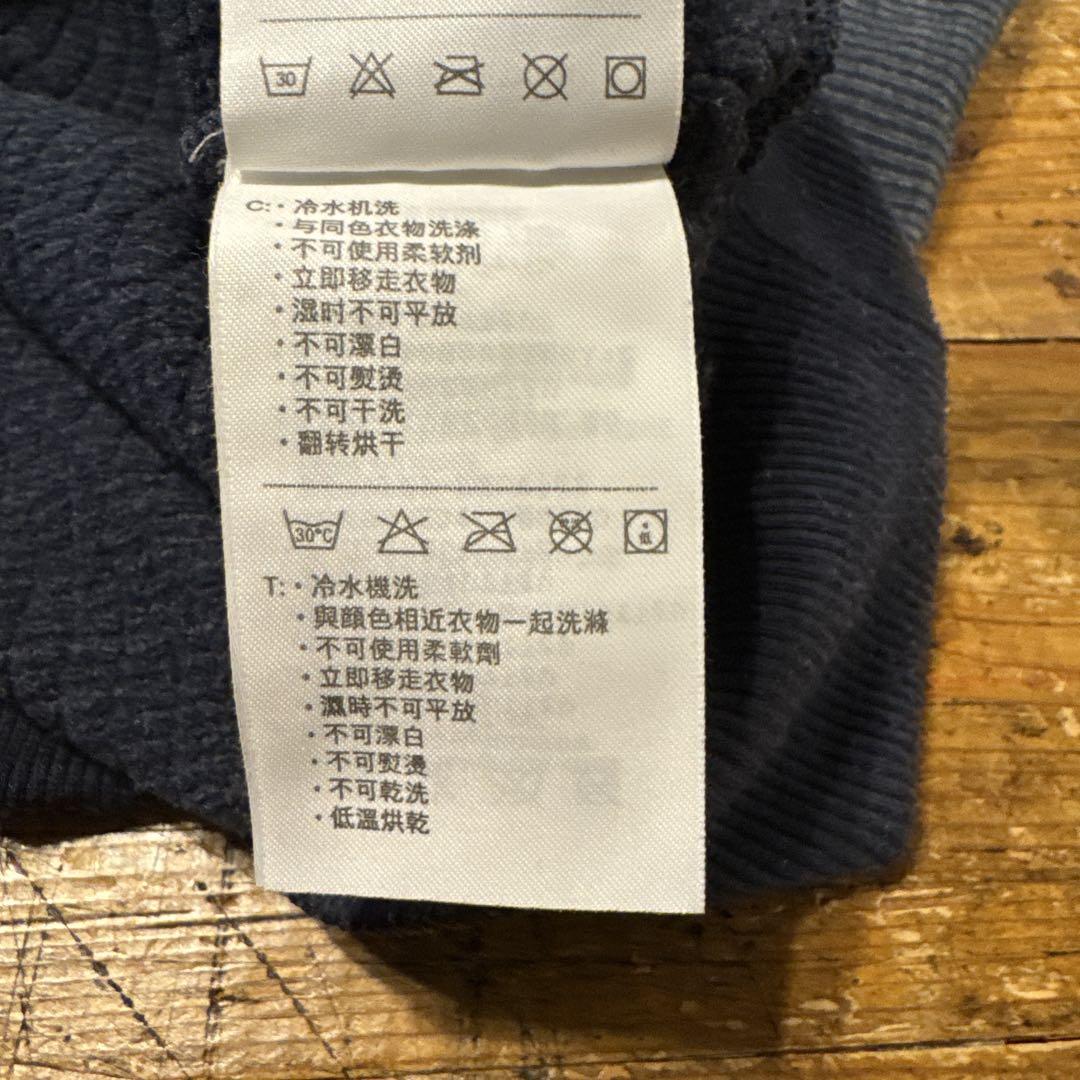 30
C:・冷水机洗
・与同色衣物洗涤
・不可使用柔软剂
・立即移走衣物
・湿时不可平放
・不可漂白
・不可熨烫
・不可干洗
・翻转烘干
30°C
低
T:・冷水機洗
・與顏色相近衣物一起洗滌
・不可使用柔軟劑
・立即移走衣物
・濕時不可平放
・不可漂白
・不可熨燙
・不可乾洗
・低溫烘乾